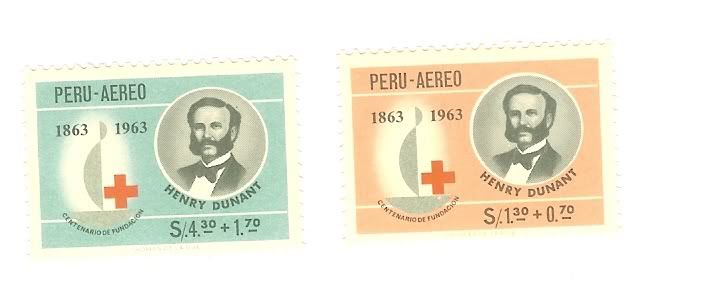 PERU-AEREO
1863 1963
HENRY DUNANT
CENTENARIO DE FUNDACION
S/.4.30 + 1.70
PERU-AEREO
1863 1963
HENRY DUNANT
CENTENARIO DE FUNDACION
S/1.30 + 0.70